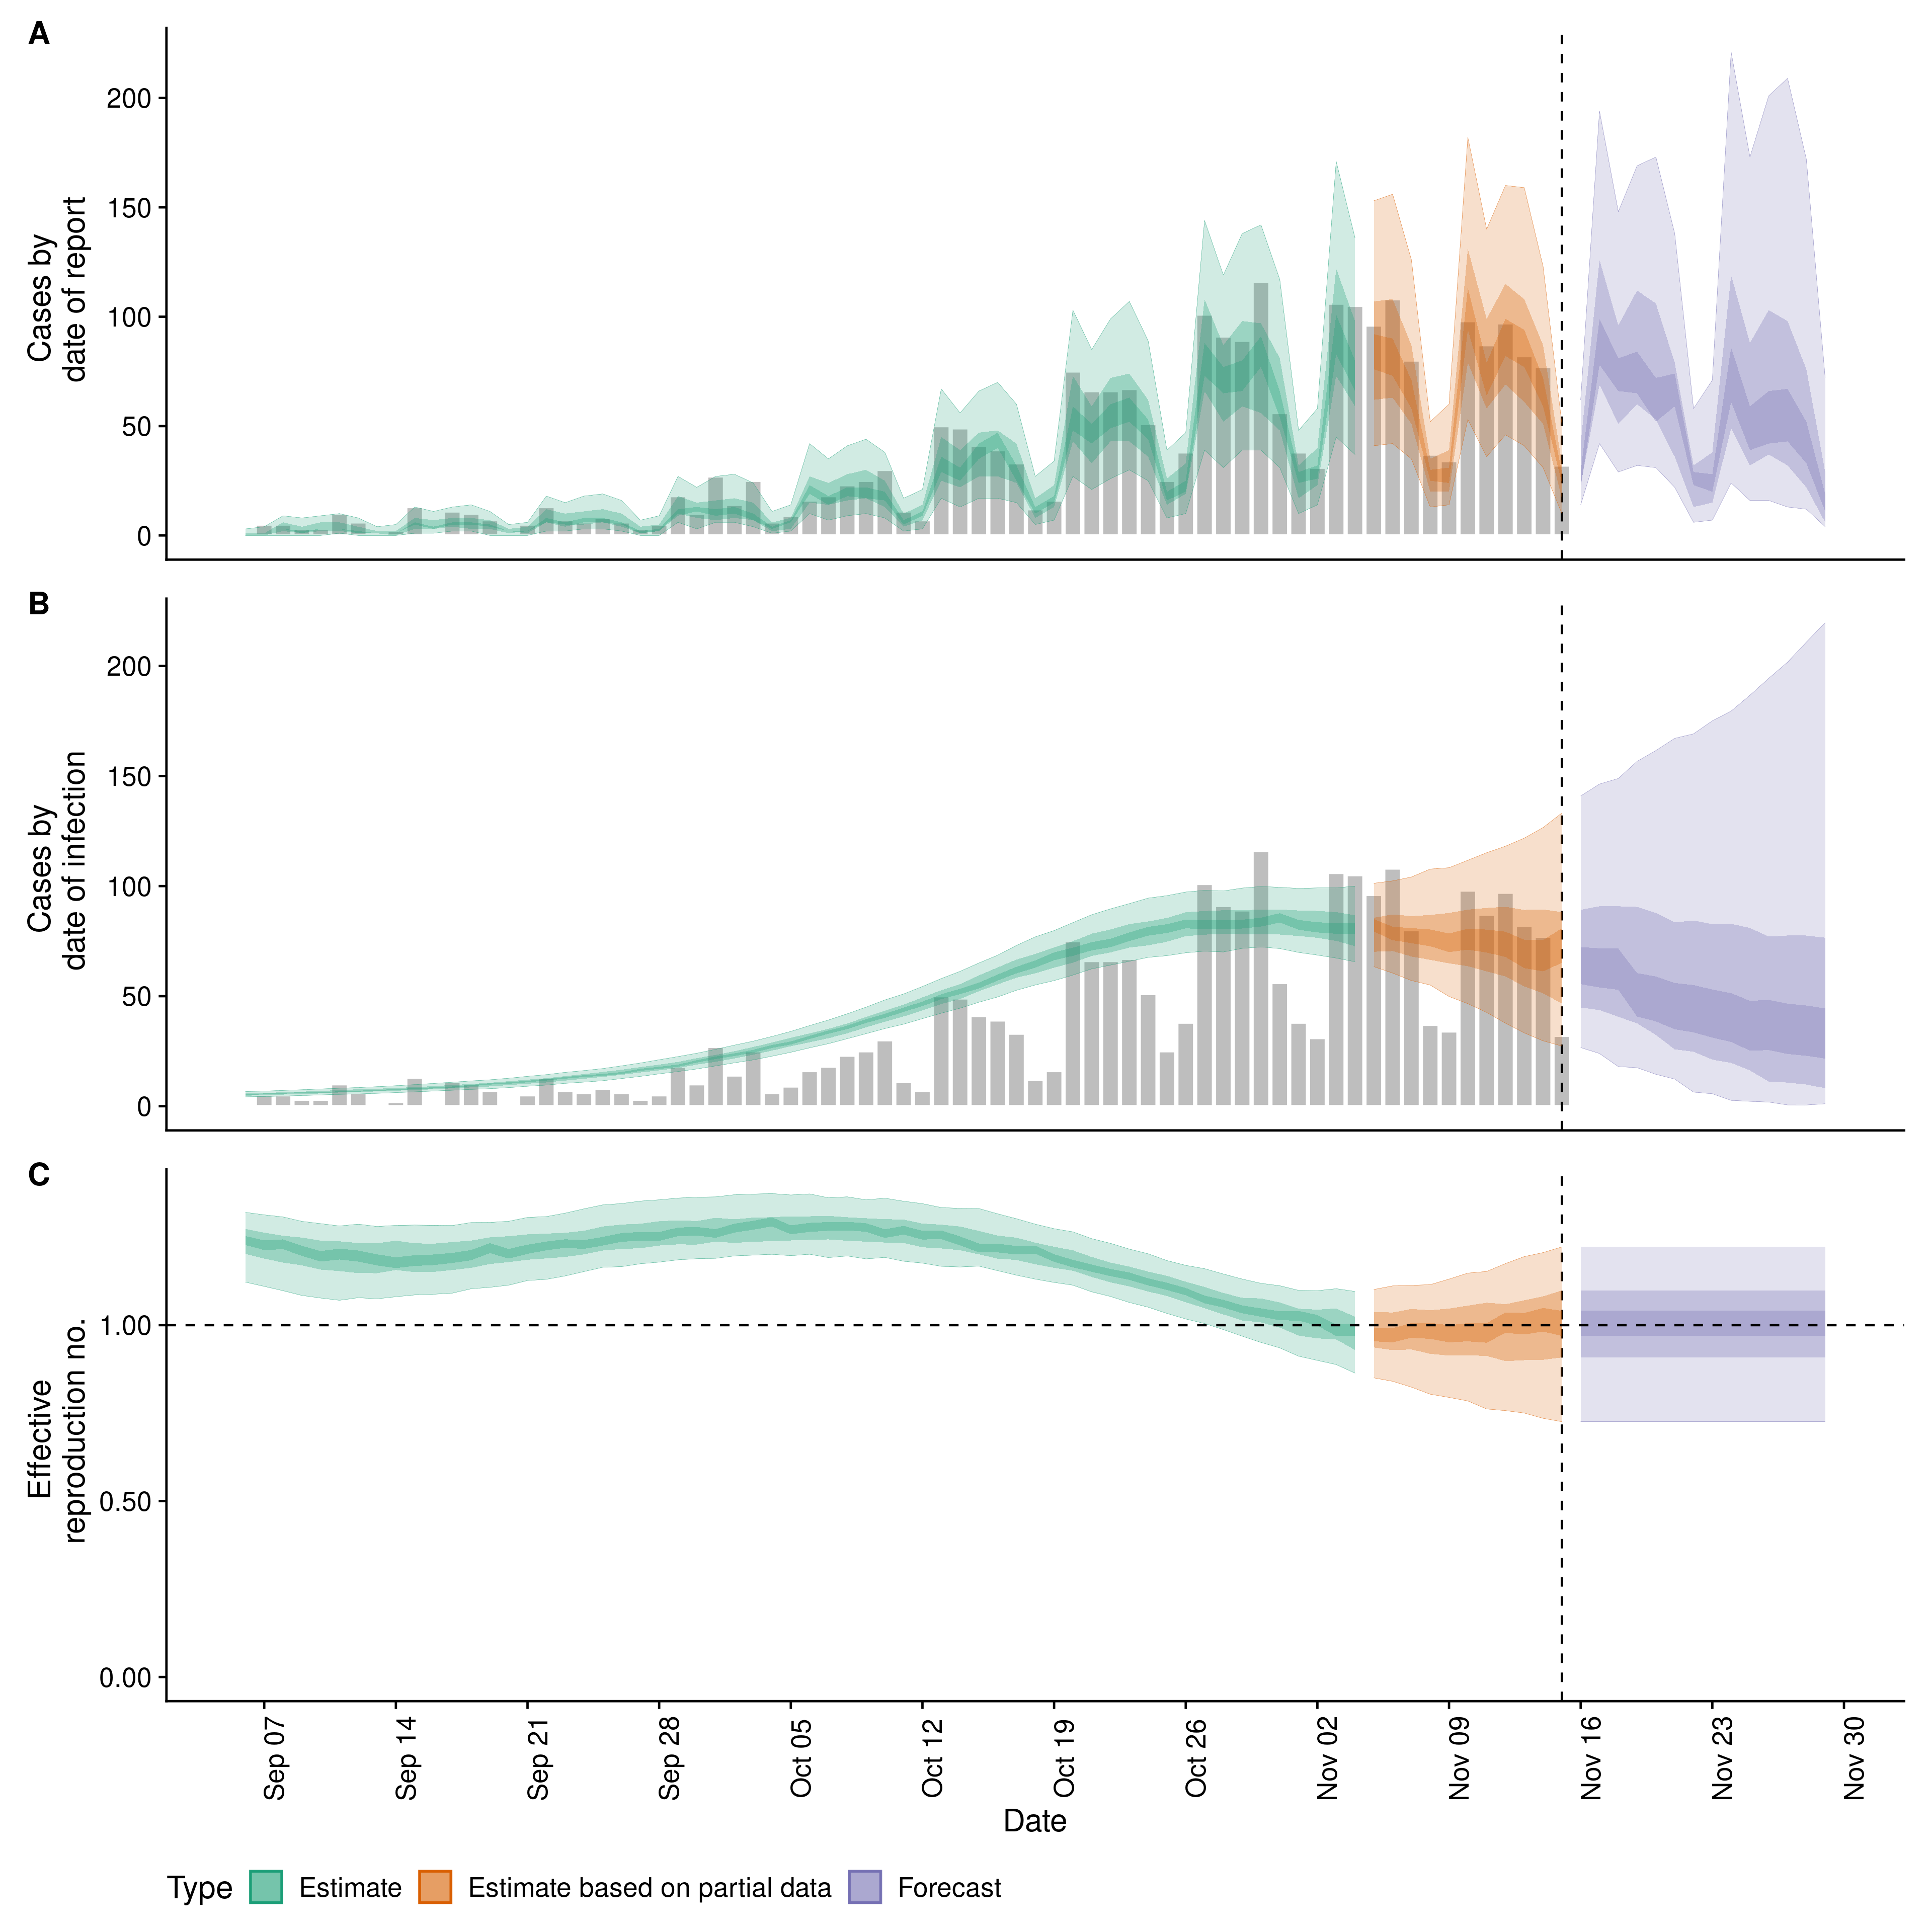 A
Cases by
date of report
200
150
100
50
0
B
Cases by
date of infection
200
150
100
50
0
C
Effective
reproduction no.
1.00
0.50
0.00
Sep 07
Sep 14
Sep 21
Sep 28
Oct 05
Oct 12
Oct 19
Oct 26
Nov 02
Nov 09
Nov 16
Nov 23
Nov 30
Date
Type Estimate Estimate based on partial data Forecast